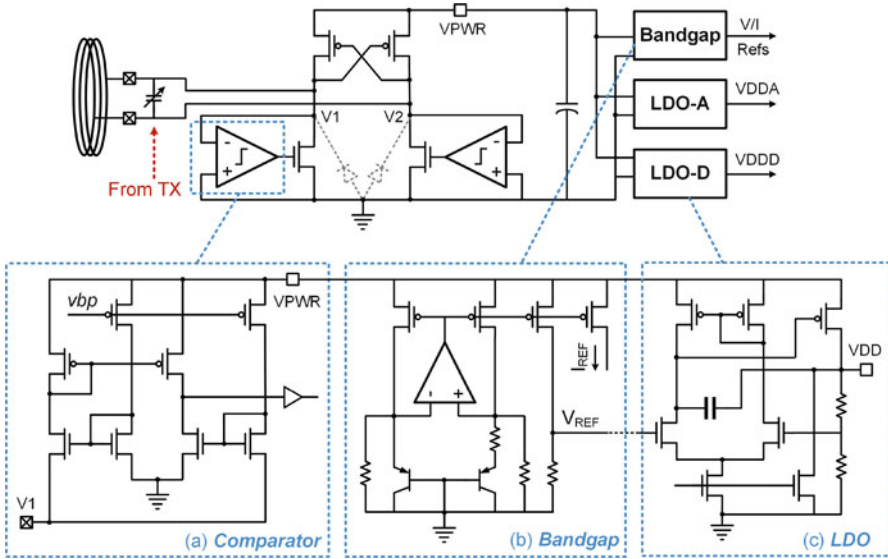 VPWR
Bandgap
V/I
Refs
LDO-A
VDDA
V1
V2
-
+
-
+
From TX
LDO-D
VDDD
vbp
VPWR
V1
(a) Comparator
-
+
IREF
VREF
(b) Bandgap
VDD
(c) LDO